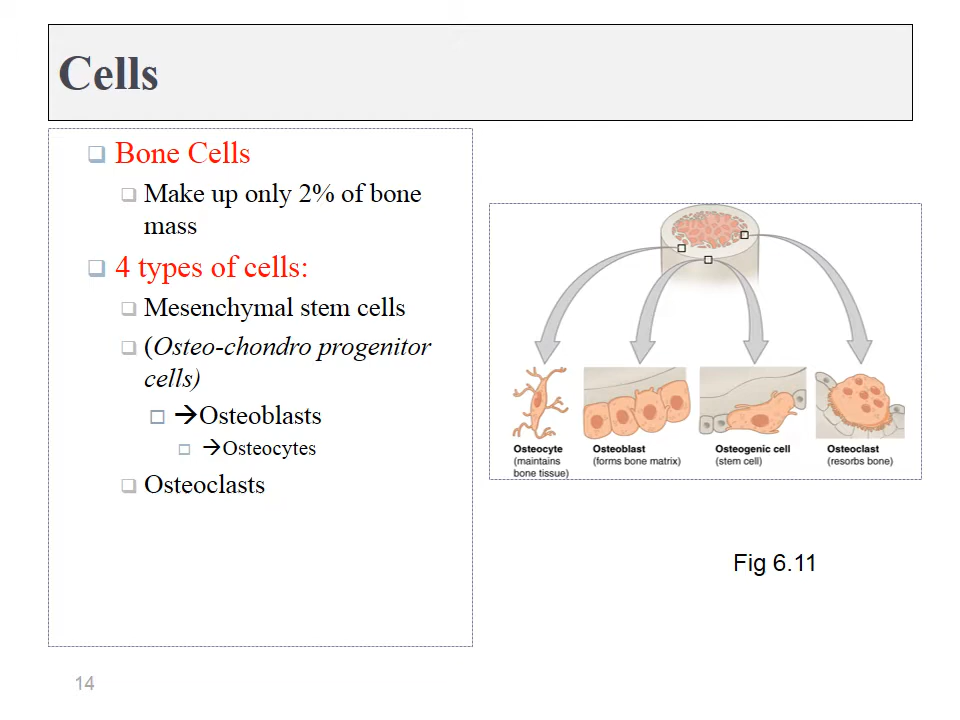 Cells
Bone Cells
Make up only 2% of bone
mass
4 types of cells:
Mesenchymal stem cells
(Osteo-chondro progenitor
cells)
→Osteoblasts
→Osteocytes
Osteoclasts
Osteocyte
(maintains
bone tissue)
Osteoblast
(forms bone matrix)
Osteogenic cell
(stem cell)
Osteoclast
(resorbs bone)
Fig 6.11
14